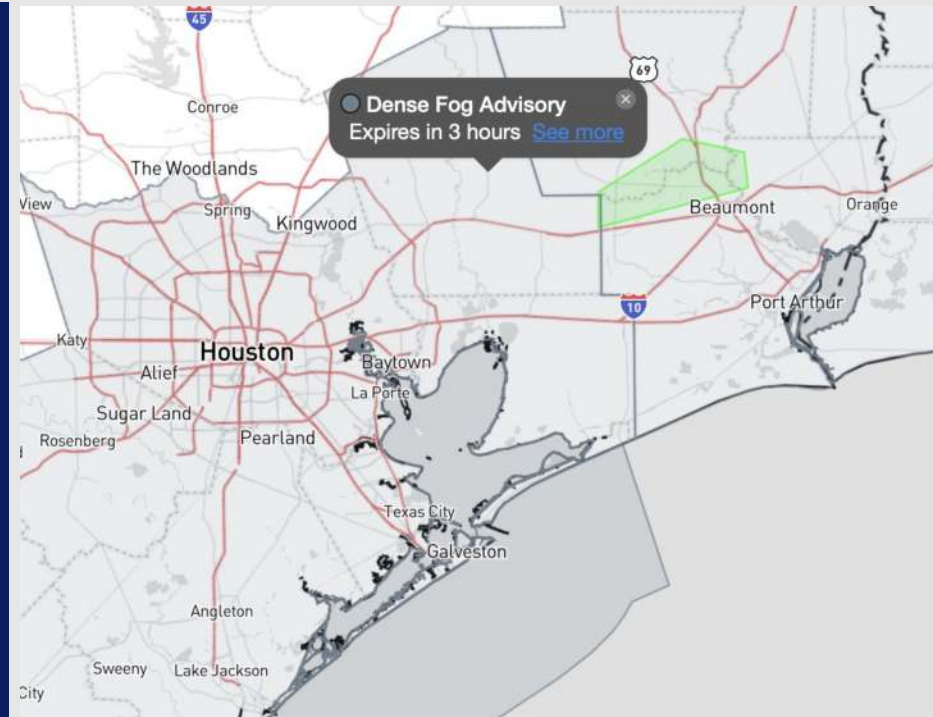 45
69
Conroe
Dense Fog Advisory
Expires in 3 hours See more
The Woodlands
View
Spring
Kingwood
Beaumont
Orange
10
Port Arthur
Katy
Houston
Baytown
Alief
La Porte
Sugar Land
Rosenberg
Pearland
Texas City
Galveston
Angleton
Sweeny
Lake Jackson
City